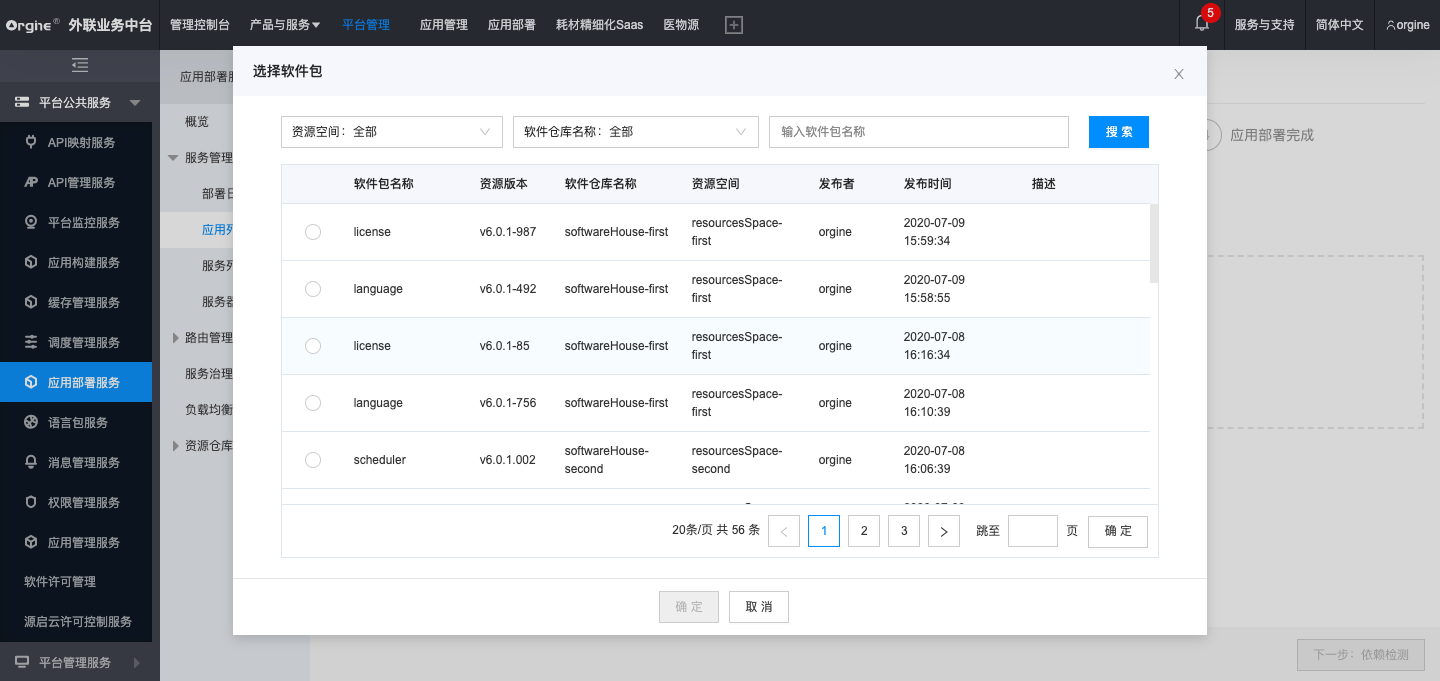 Orgine® 外联业务中台 管理控制台 产品与服务 平台管理 应用管理 应用部署 耗材精细化Saas 医物源 5 服务与支持 简体中文 orgine
平台公共服务
API映射服务
API管理服务
平台监控服务
应用构建服务
缓存管理服务
调度管理服务
应用部署服务
语言包服务
消息管理服务
权限管理服务
应用管理服务
软件许可管理
源启云许可控制服务
平台管理服务
应用部署
概览
服务管理
部署
应用
服务
服务
路由管理
服务治理
负载均衡
资源仓库
应用部署完成
选择软件包
资源空间：全部 软件仓库名称：全部 输入软件包名称 搜 索
软件包名称 资源版本 软件仓库名称 资源空间 发布者 发布时间 描述
license v6.0.1-987 softwareHouse-first resourcesSpace-first orgine 2020-07-09 15:59:34
language v6.0.1-492 softwareHouse-first resourcesSpace-first orgine 2020-07-09 15:58:55
license v6.0.1-85 softwareHouse-first resourcesSpace-first orgine 2020-07-08 16:16:34
language v6.0.1-756 softwareHouse-first resourcesSpace-first orgine 2020-07-08 16:10:39
scheduler v6.0.1.002 softwareHouse-second resourcesSpace-second orgine 2020-07-08 16:06:39
20条/页 共 56 条 < 1 2 3 > 跳至 页 确 定
确 定 取 消
下一步：依赖检测